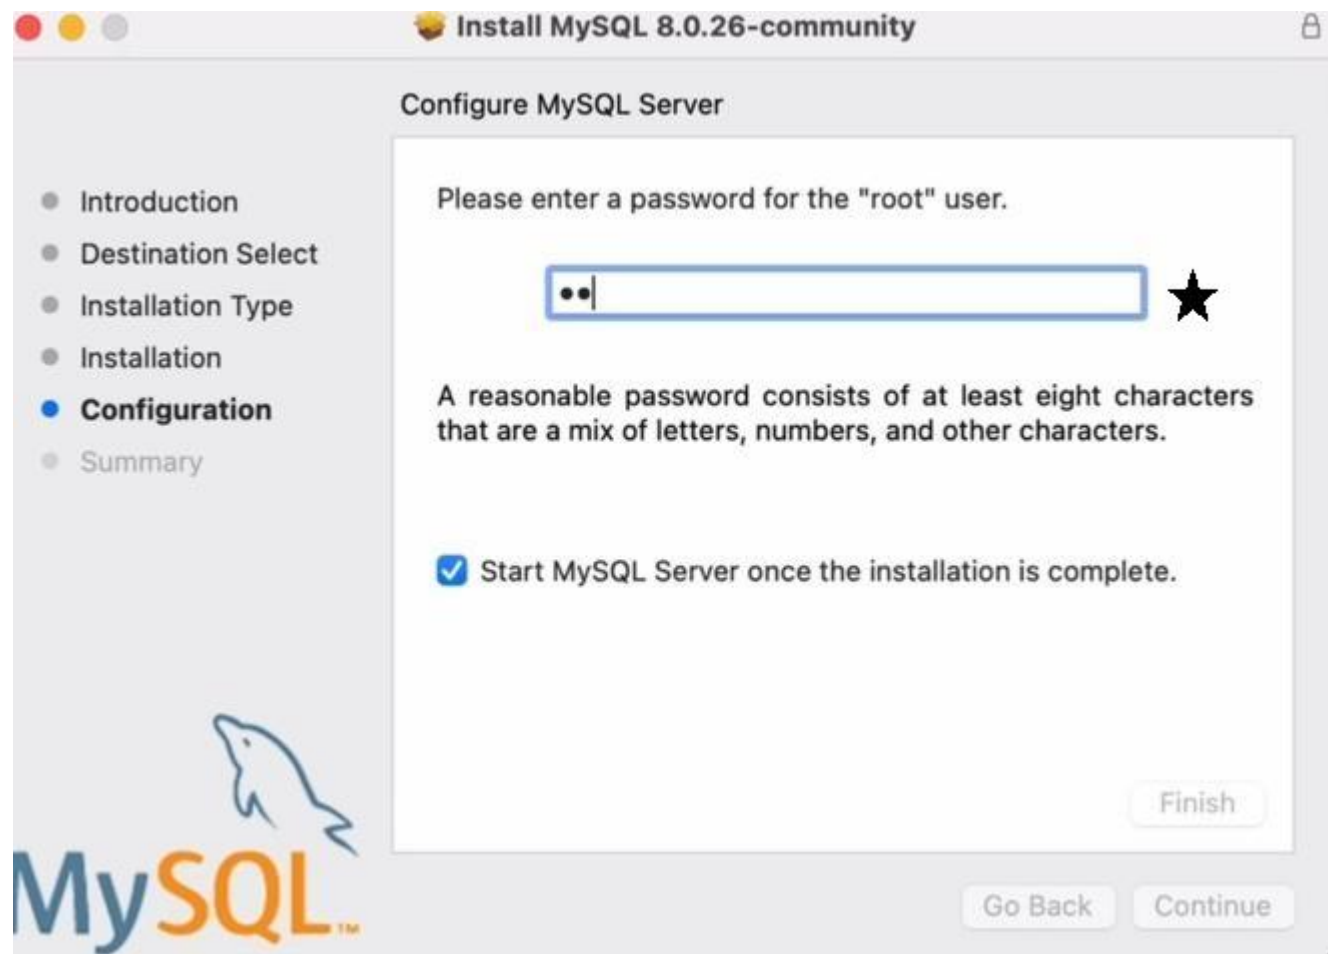 Install MySQL 8.0.26-community
Configure MySQL Server
Introduction
Destination Select
Installation Type
Installation
Configuration
Summary
Please enter a password for the "root" user.
A reasonable password consists of at least eight characters
that are a mix of letters, numbers, and other characters.
Start MySQL Server once the installation is complete.
Finish
MySQL™
Go Back
Continue